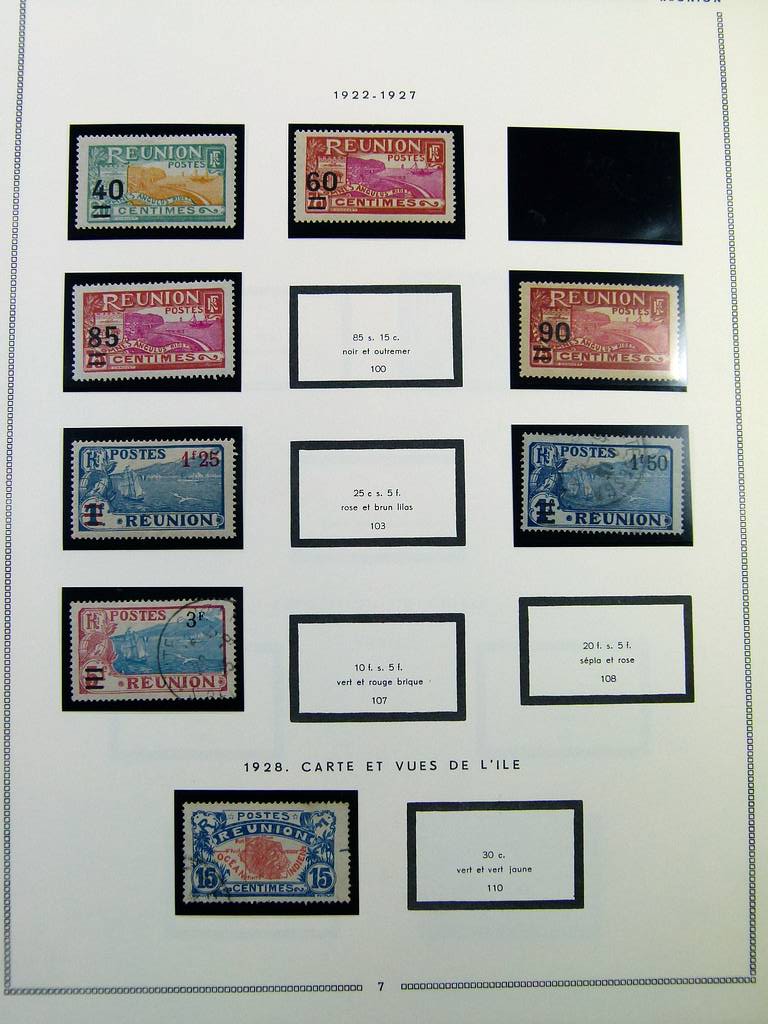 REUNION
1922-1927
REUNION
POSTES
40
CENTIMES
REUNION
POSTES
60
CENTIMES
REUNION
POSTES
85
CENTIMES
85 s. 15 c.
noir et outremer
100
REUNION
POSTES
90
CENTIMES
POSTES
1f25
REUNION
25 c s. 5 f.
rose et brun lilas
103
POSTES
1f50
REUNION
POSTES
3F
REUNION
10 f. s. 5 f.
vert et rouge brique
107
20 f. s. 5 f.
sépia et rose
108
1928. CARTE ET VUES DE L'ILE
POSTES
REUNION
OCÉAN INDIEN
15 15
CENTIMES
30 c.
vert et vert jaune
110
7